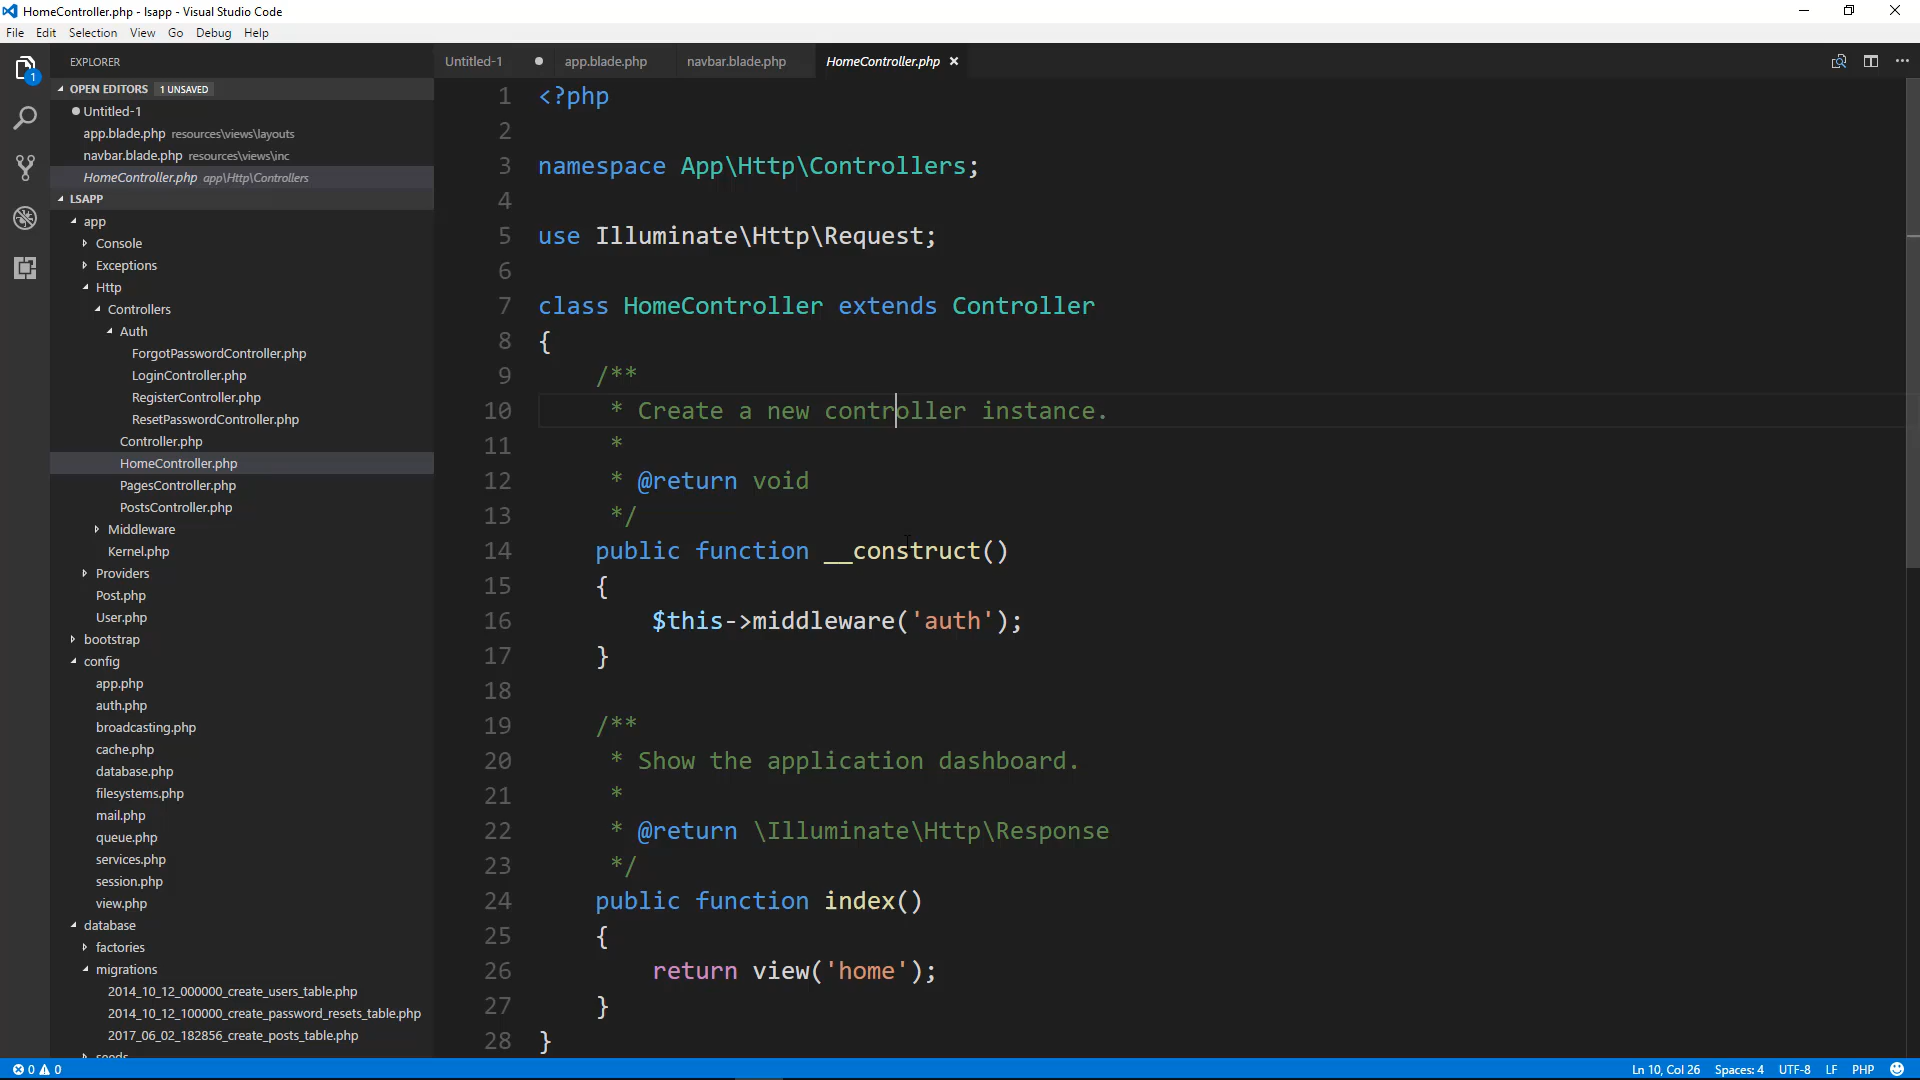 HomeController.php - lsapp - Visual Studio Code
File Edit Selection View Go Debug Help
EXPLORER
OPEN EDITORS 1 UNSAVED
Untitled-1
app.blade.php resources\views\layouts
navbar.blade.php resources\views\inc
HomeController.php app\Http\Controllers
LSAPP
app
Console
Exceptions
Http
Controllers
Auth
ForgotPasswordController.php
LoginController.php
RegisterController.php
ResetPasswordController.php
Controller.php
HomeController.php
PagesController.php
PostsController.php
Middleware
Kernel.php
Providers
Post.php
User.php
bootstrap
config
app.php
auth.php
broadcasting.php
cache.php
database.php
filesystems.php
mail.php
queue.php
services.php
session.php
view.php
database
factories
migrations
2014_10_12_000000_create_users_table.php
2014_10_12_100000_create_password_resets_table.php
2017_06_02_182856_create_posts_table.php
seeds
1
Untitled-1 app.blade.php navbar.blade.php HomeController.php
1 <?php
2
3 namespace App\Http\Controllers;
4
5 use Illuminate\Http\Request;
6
7 class HomeController extends Controller
8 {
9 /**
10 * Create a new controller instance.
11 *
12 * @return void
13 */
14 public function __construct()
15 {
16 $this->middleware('auth');
17 }
18
19 /**
20 * Show the application dashboard.
21 *
22 * @return \Illuminate\Http\Response
23 */
24 public function index()
25 {
26 return view('home');
27 }
28 }
0 0 Ln 10, Col 26 Spaces: 4 UTF-8 LF PHP